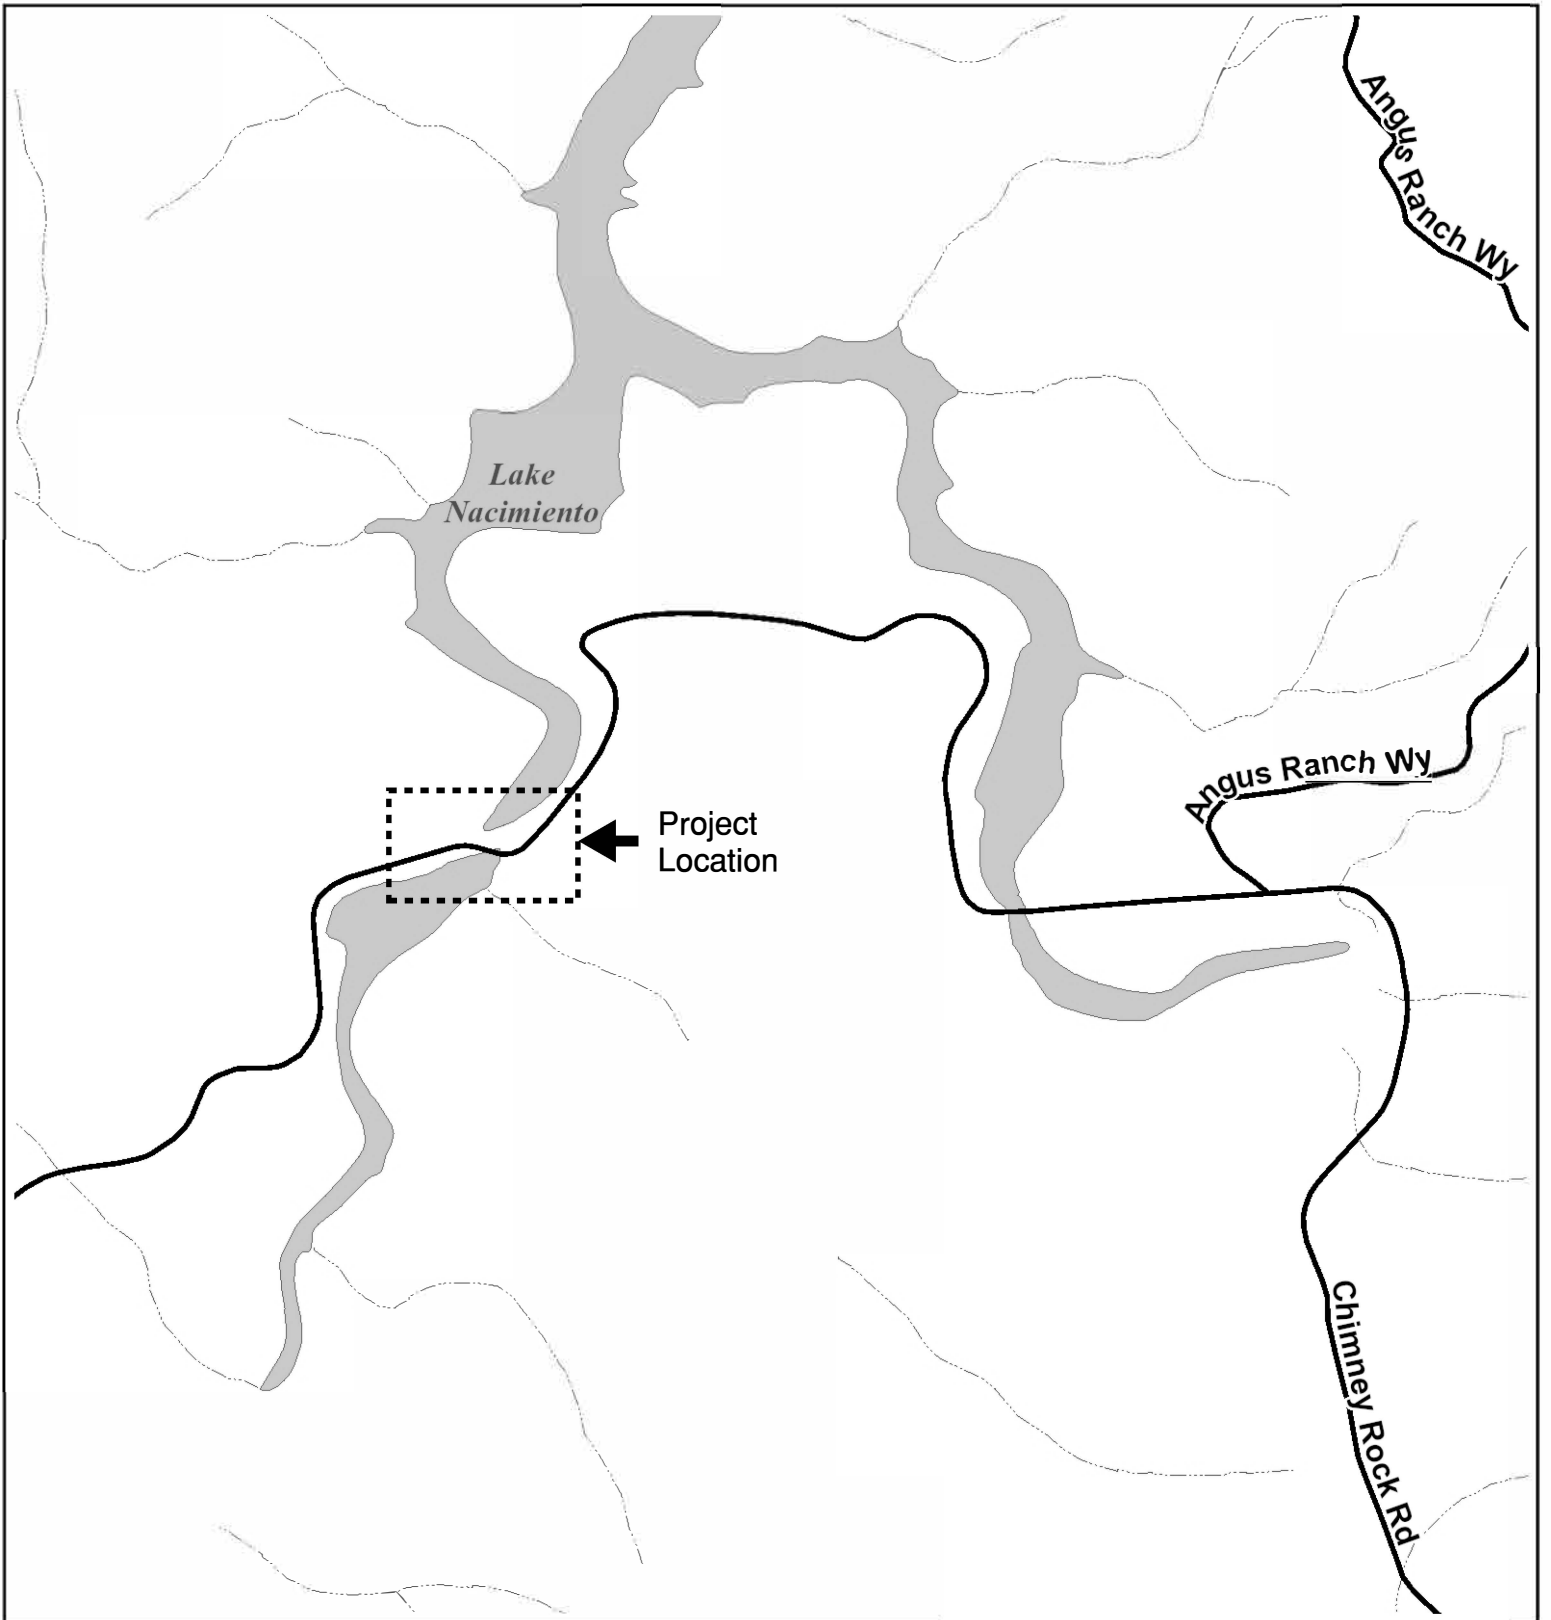 Angus Ranch Wy
Lake
Nacimiento
Angus Ranch Wy
Project
Location
Chimney Rock Rd